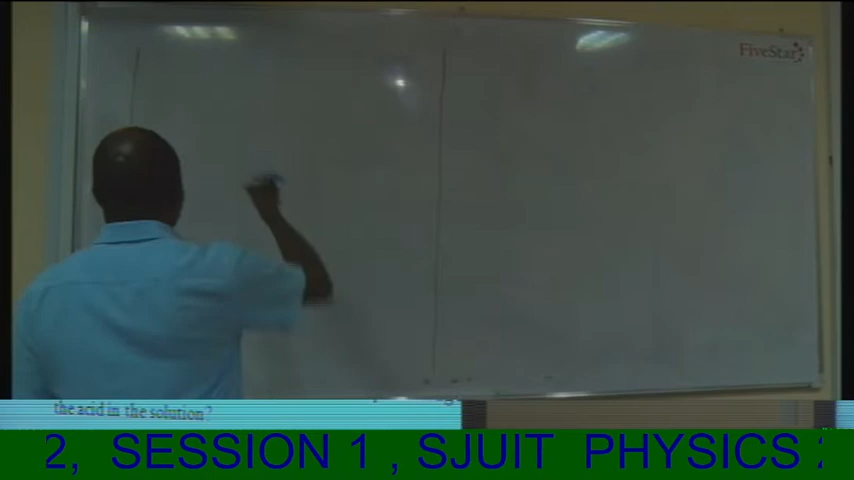 FiveStar
the acid in the solution?
2, SESSION 1 , SJUIT PHYSICS